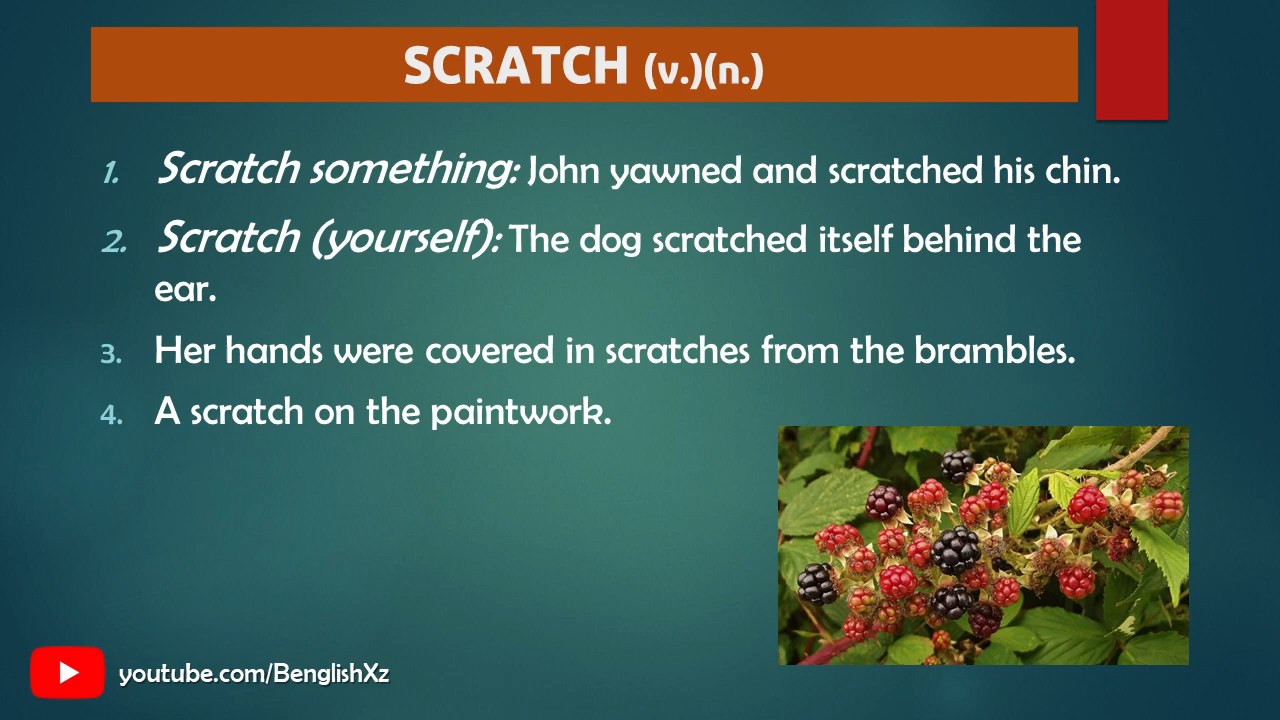 SCRATCH (v.)(n.)
1. Scratch something: John yawned and scratched his chin.
2. Scratch (yourself): The dog scratched itself behind the
ear.
3. Her hands were covered in scratches from the brambles.
4. A scratch on the paintwork.
youtube.com/BenglishXz